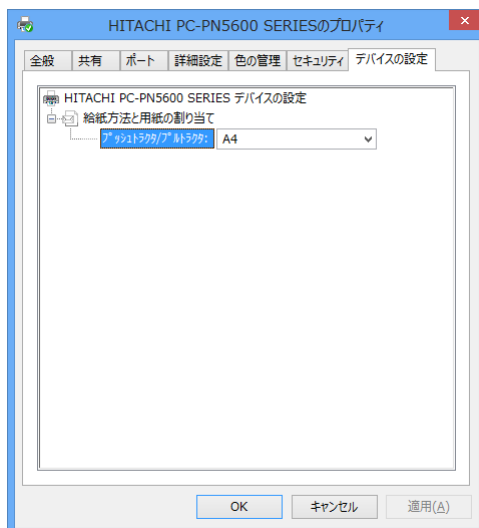 HITACHI PC-PN5600 SERIESのプロパティ
全般 共有 ポート 詳細設定 色の管理 セキュリティ デバイスの設定
HITACHI PC-PN5600 SERIES デバイスの設定
給紙方法と用紙の割り当て
ﾌﾟｯｼｭﾄﾗｸﾀ/ﾌﾟﾙﾄﾗｸﾀ: A4
OK キャンセル 適用(A)